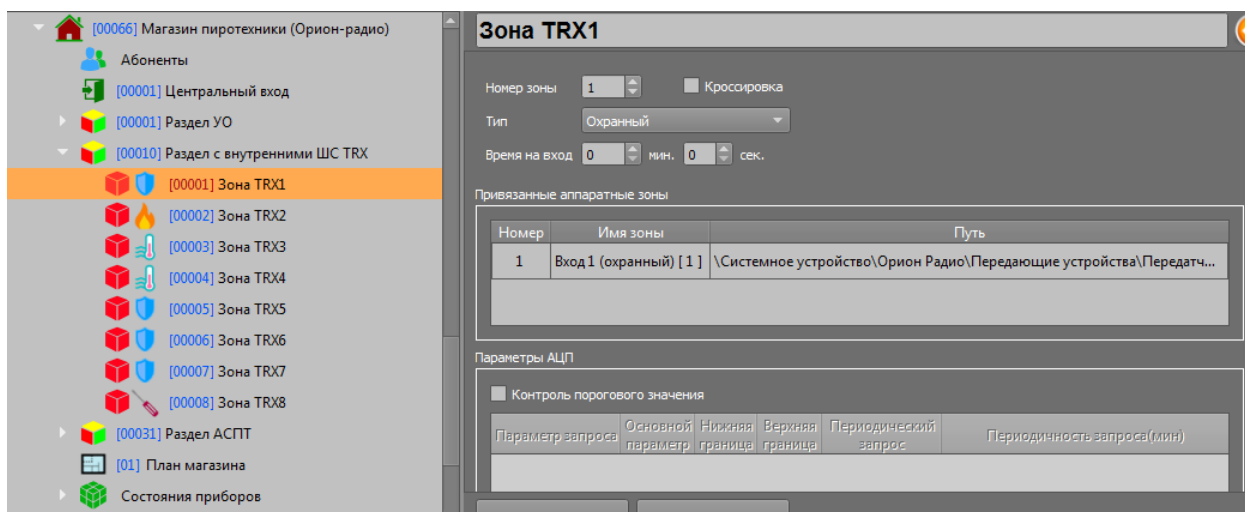 [00066] Магазин пиротехники (Орион-радио)
Абоненты
[00001] Центральный вход
[00001] Раздел УО
[00010] Раздел с внутренними ШС TRX
[00001] Зона TRX1
[00002] Зона TRX2
[00003] Зона TRX3
[00004] Зона TRX4
[00005] Зона TRX5
[00006] Зона TRX6
[00007] Зона TRX7
[00008] Зона TRX8
[00031] Раздел АСПТ
[01] План магазина
Состояния приборов
Зона TRX1
Номер зоны 1 Кроссировка
Тип Охранный
Время на вход 0 мин. 0 сек.
Привязанные аппаратные зоны
Номер Имя зоны Путь
1 Вход 1 (охранный) [ 1 ] \Системное устройство\Орион Радио\Передающие устройства\Передатч...
Параметры АЦП
Контроль порогового значения
Параметр запроса Основной параметр Нижняя граница Верхняя граница Периодический запрос Периодичность запроса(мин)